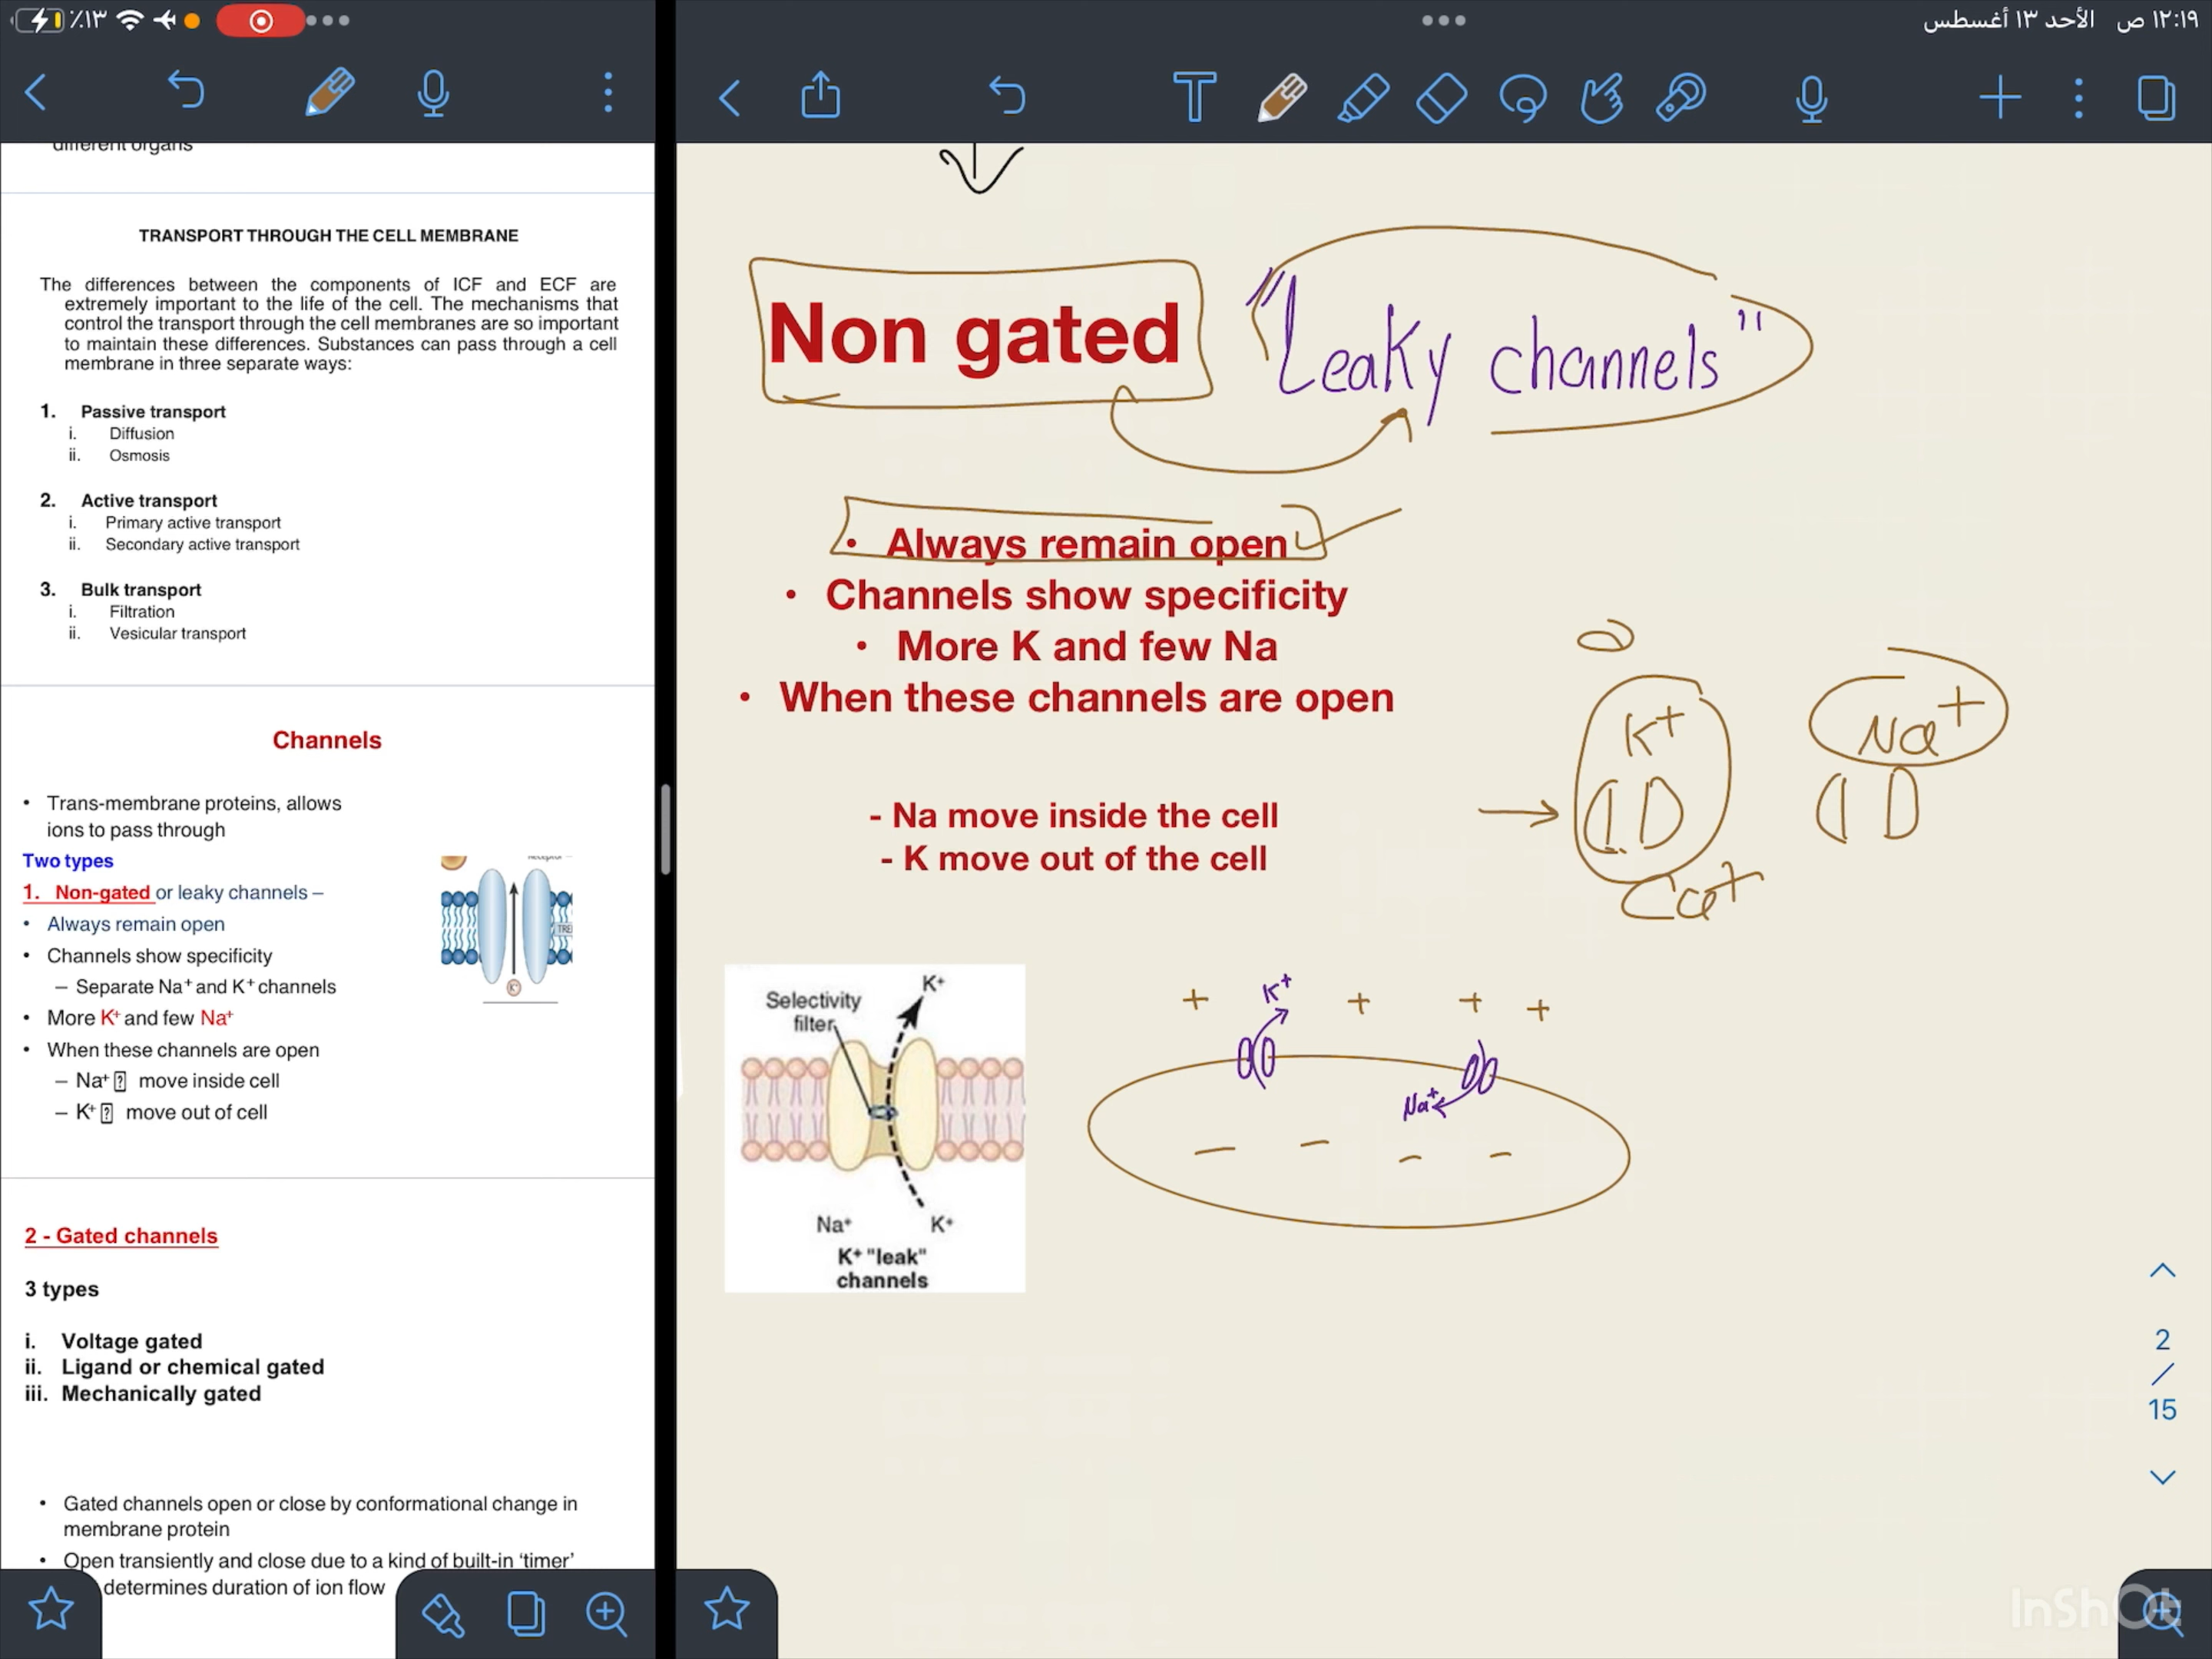 ٪١٣
١٢:١٩ ص الأحد ١٣ أغسطس
different organs
TRANSPORT THROUGH THE CELL MEMBRANE
The differences between the components of ICF and ECF are
extremely important to the life of the cell. The mechanisms that
control the transport through the cell membranes are so important
to maintain these differences. Substances can pass through a cell
membrane in three separate ways:
1. Passive transport
i. Diffusion
ii. Osmosis
2. Active transport
i. Primary active transport
ii. Secondary active transport
3. Bulk transport
i. Filtration
ii. Vesicular transport
Channels
• Trans-membrane proteins, allows
ions to pass through
Two types
1. Non-gated or leaky channels –
• Always remain open
• Channels show specificity
– Separate Na⁺ and K⁺ channels
• More K⁺ and few Na⁺
• When these channels are open
– Na⁺ move inside cell
– K⁺ move out of cell
TRE
K
2 - Gated channels
3 types
i. Voltage gated
ii. Ligand or chemical gated
iii. Mechanically gated
• Gated channels open or close by conformational change in
membrane protein
• Open transiently and close due to a kind of built-in ‘timer’
determines duration of ion flow
Non gated "Leaky channels"
• Always remain open
• Channels show specificity
• More K and few Na
• When these channels are open
- Na move inside the cell
- K move out of the cell
K+ Na+
Ca+
Selectivity
filter
K+
Na+ K+
K+ "leak"
channels
+ K+ + + +
Na+
- - - -
2
/
15
InShOt